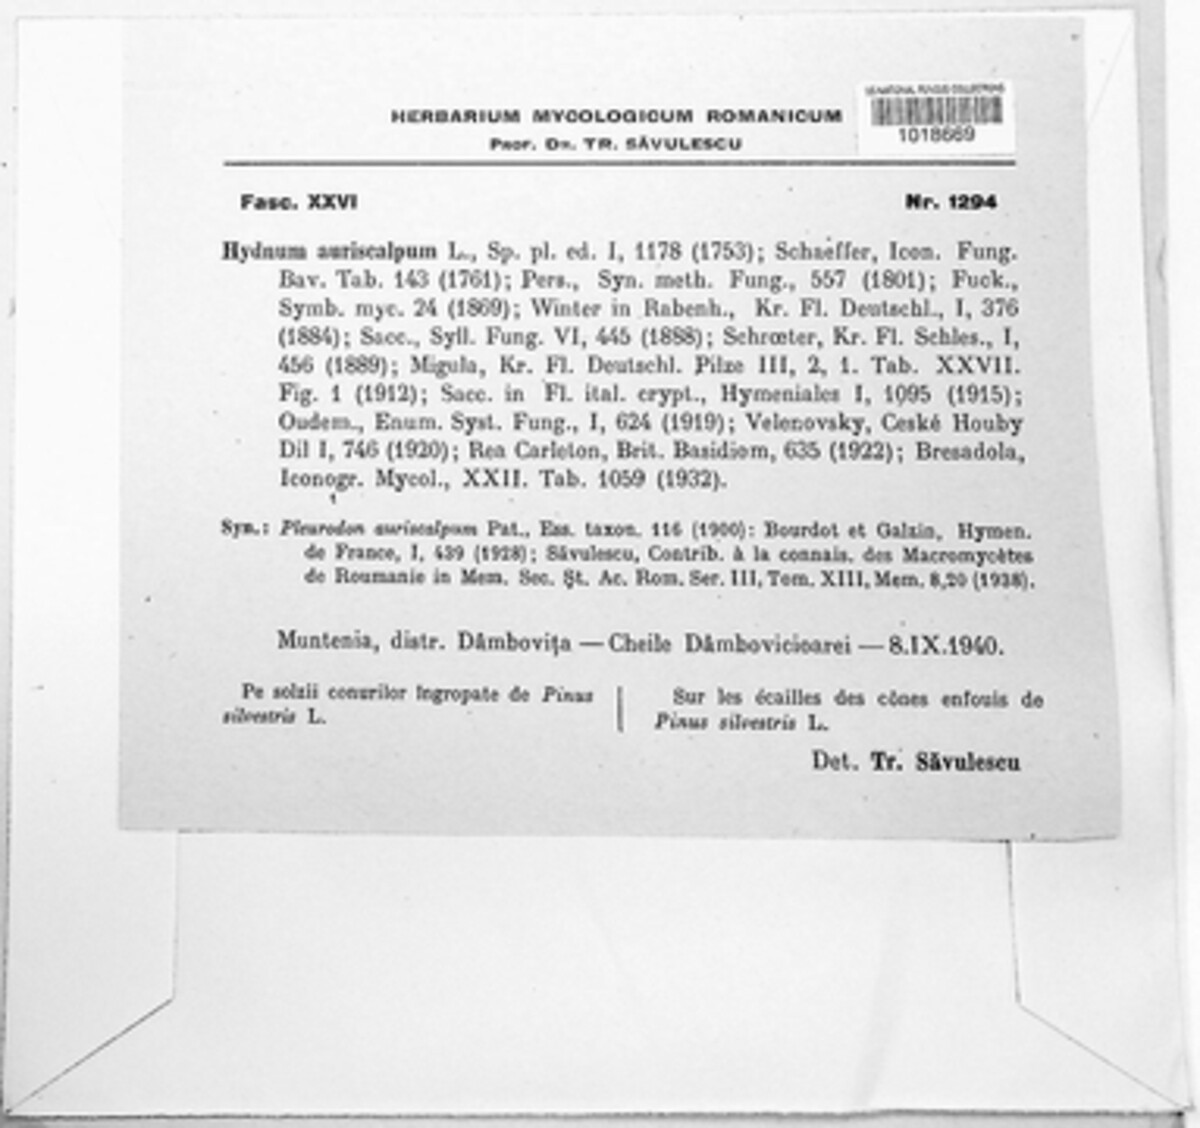 US NATIONAL FUNGUS COLLECTIONS
1018669
HERBARIUM MYCOLOGICUM ROMANICUM
PROF. DR. TR. SĂVULESCU
Fasc. XXVI Nr. 1294
Hydnum auriscalpum L., Sp. pl. ed. I, 1178 (1753); Schaeffer, Icon. Fung.
Bav. Tab. 143 (1761); Pers., Syn. meth. Fung., 557 (1801); Fuck.,
Symb. myc. 24 (1869); Winter in Rabenh., Kr. Fl. Deutschl., I, 376
(1884); Sacc., Syll. Fung. VI, 445 (1888); Schrœter, Kr. Fl. Schles., I,
456 (1889); Migula, Kr. Fl. Deutschl. Pilze III, 2, 1. Tab. XXVII.
Fig. 1 (1912); Sacc. in Fl. ital. crypt., Hymeniales I, 1095 (1915);
Oudem., Enum. Syst. Fung., I, 624 (1919); Velenovsky, Ceské Houby
Dil I, 746 (1920); Rea Carleton, Brit. Basidiom, 635 (1922); Bresadola,
Iconogr. Mycol., XXII. Tab. 1059 (1932).
Syn.: Pleurodon auriscalpum Pat., Ess. taxon. 116 (1900): Bourdot et Galzin, Hymen.
de France, I, 439 (1928); Săvulescu, Contrib. à la connais. des Macromycètes
de Roumanie in Mem. Sec. Șt. Ac. Rom. Ser. III, Tom. XIII, Mem. 8,20 (1938).
Muntenia, distr. Dâmbovița — Cheile Dâmbovicioarei — 8.IX.1940.
Pe solzii conurilor îngropate de Pinus
silvestris L.
Sur les écailles des cônes enfouis de
Pinus silvestris L.
Det. Tr. Săvulescu